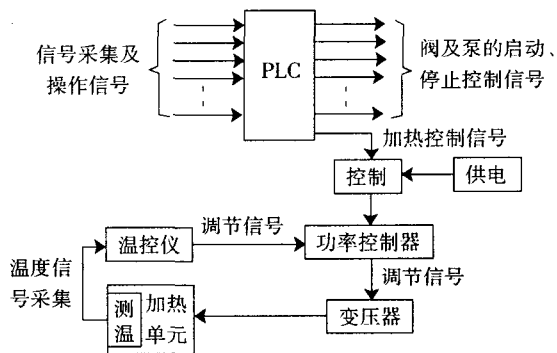 信号采集及
操作信号
PLC
阀及泵的启动、
停止控制信号
加热控制信号
控制
供电
温控仪
调节信号
功率控制器
温度信
号采集
调节信号
测
温
加热
单元
变压器